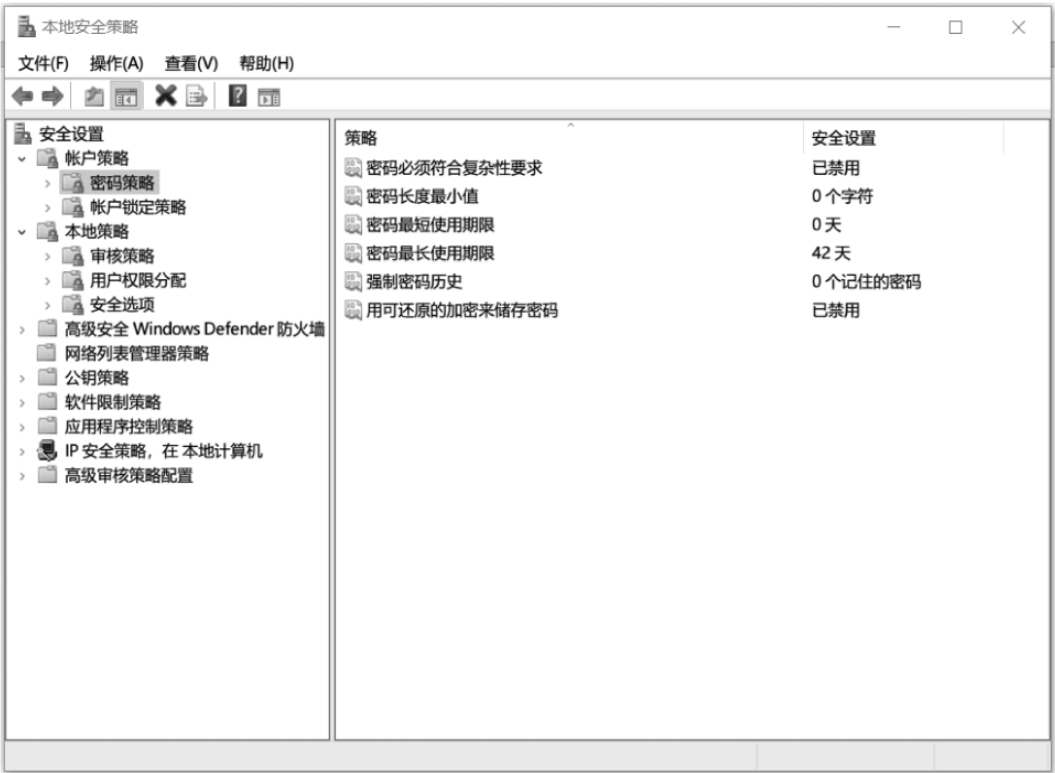 本地安全策略
文件(F) 操作(A) 查看(V) 帮助(H)
安全设置
帐户策略
密码策略
帐户锁定策略
本地策略
审核策略
用户权限分配
安全选项
高级安全 Windows Defender 防火墙
网络列表管理器策略
公钥策略
软件限制策略
应用程序控制策略
IP 安全策略，在 本地计算机
高级审核策略配置
策略 安全设置
密码必须符合复杂性要求 已禁用
密码长度最小值 0 个字符
密码最短使用期限 0 天
密码最长使用期限 42 天
强制密码历史 0 个记住的密码
用可还原的加密来储存密码 已禁用